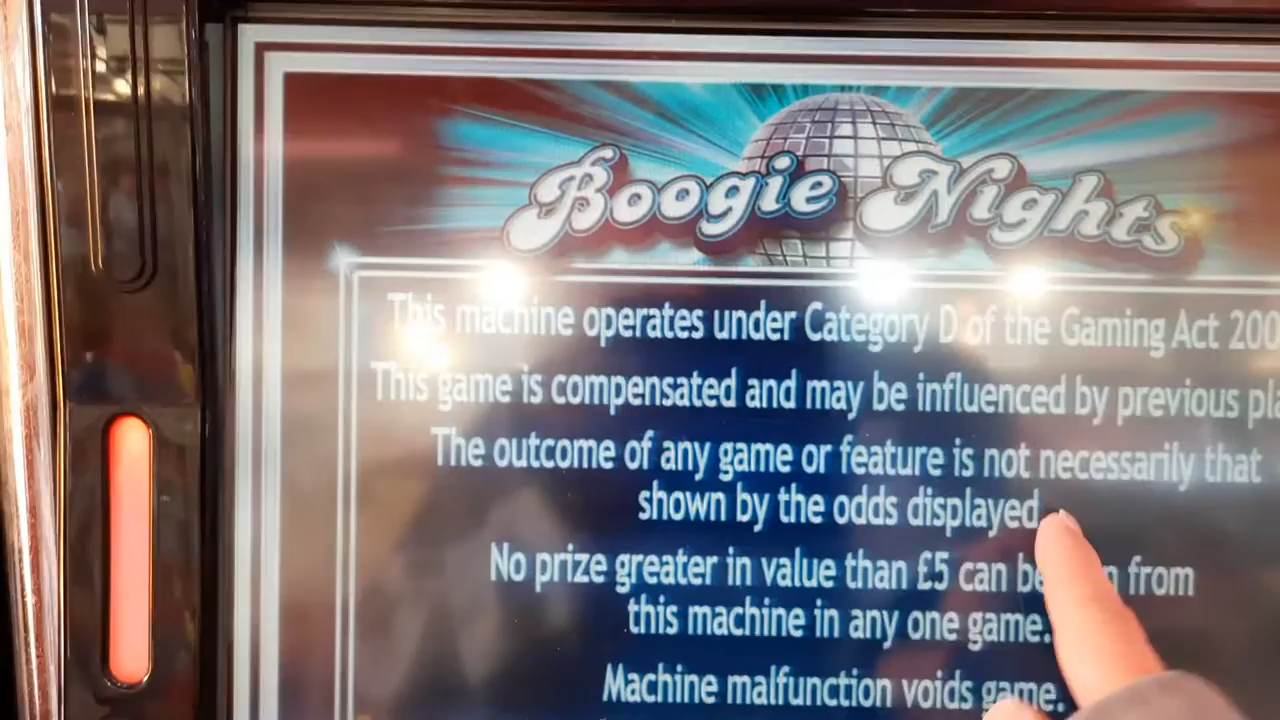 Boogie Nights
This machine operates under Category D of the Gaming Act 200
This game is compensated and may be influenced by previous
The outcome of any game or feature is not necessarily that
shown by the odds displayed
No prize greater in value than £5 can from
this machine in any one game.
Machine malfunction voids game.